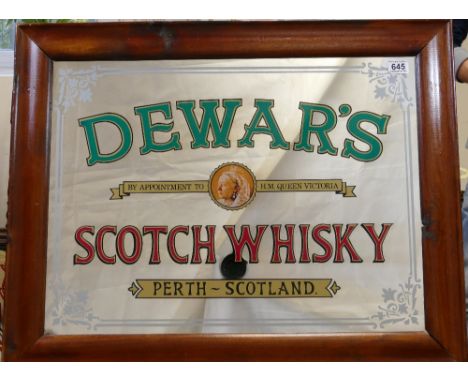 645
DEWAR'S
BY APPOINTMENT TO H.M. QUEEN VICTORIA
SCOTCH WHISKY
PERTH ~ SCOTLAND.